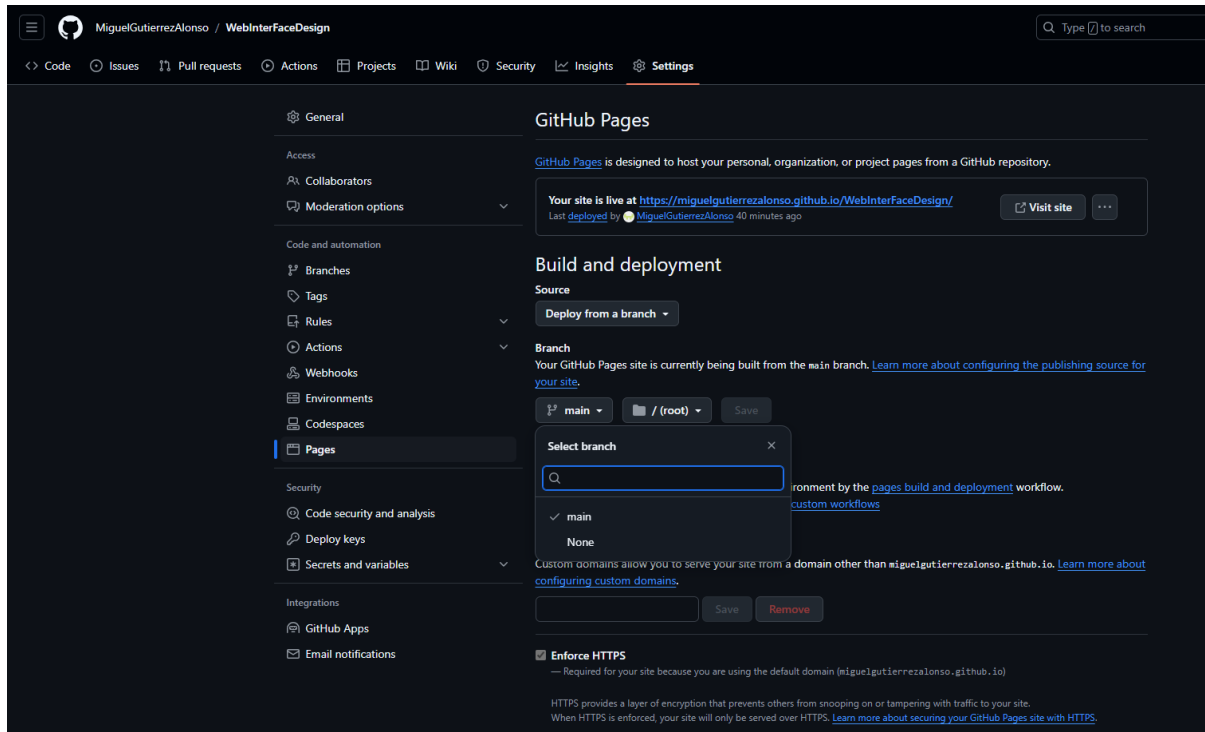 MiguelGutierrezAlonso / WebInterFaceDesign
Type / to search
Code Issues Pull requests Actions Projects Wiki Security Insights Settings
General
Access
Collaborators
Moderation options
Code and automation
Branches
Tags
Rules
Actions
Webhooks
Environments
Codespaces
Pages
Security
Code security and analysis
Deploy keys
Secrets and variables
Integrations
GitHub Apps
Email notifications
GitHub Pages
GitHub Pages is designed to host your personal, organization, or project pages from a GitHub repository.
Your site is live at https://miguelgutierrezalonso.github.io/WebInterFaceDesign/
Last deployed by MiguelGutierrezAlonso 40 minutes ago
Visit site
Build and deployment
Source
Deploy from a branch
Branch
Your GitHub Pages site is currently being built from the main branch. Learn more about configuring the publishing source for
your site.
main / (root) Save
Select branch
main
None
ironment by the pages build and deployment workflow.
custom workflows
Custom domains allow you to serve your site from a domain other than miguelgutierrezalonso.github.io. Learn more about
configuring custom domains.
Save Remove
Enforce HTTPS
— Required for your site because you are using the default domain (miguelgutierrezalonso.github.io)
HTTPS provides a layer of encryption that prevents others from snooping on or tampering with traffic to your site.
When HTTPS is enforced, your site will only be served over HTTPS. Learn more about securing your GitHub Pages site with HTTPS.